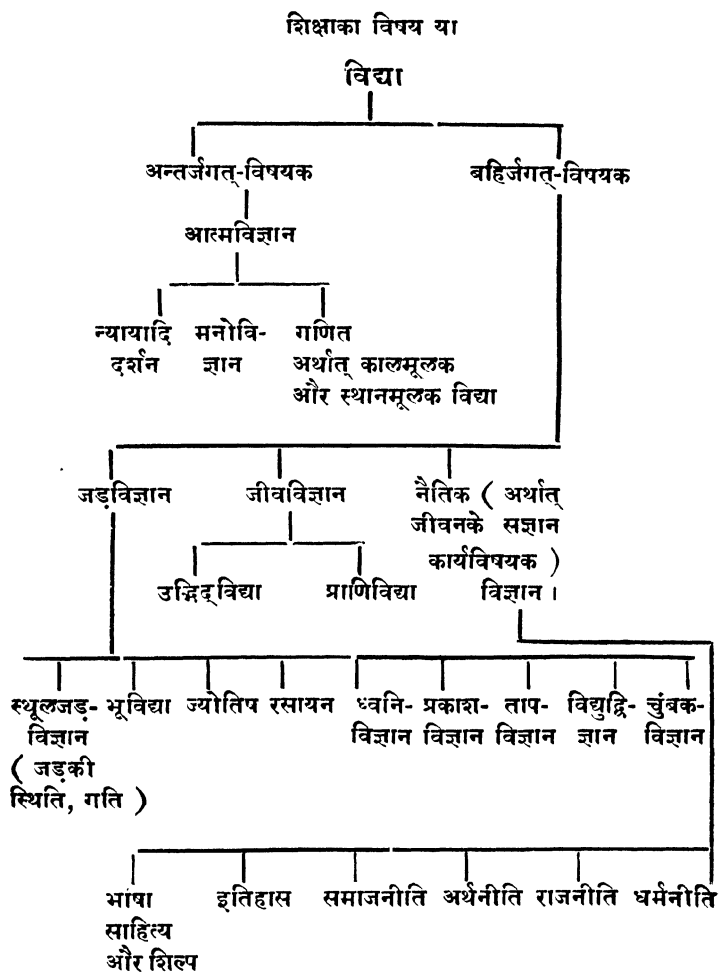 शिक्षाका विषय या
विद्या
अन्तर्जगत्-विषयक बहिर्जगत्-विषयक
आत्मविज्ञान
न्यायादि मनोवि- गणित
दर्शन ज्ञान अर्थात् कालमूलक
और स्थानमूलक विद्या
जड़विज्ञान जीवविज्ञान नैतिक ( अर्थात्
जीवनके सज्ञान
कार्यविषयक )
उद्भिद्विद्या प्राणिविद्या विज्ञान ।
स्थूलजड़- भूविद्या ज्योतिष रसायन ध्वनि- प्रकाश- ताप- विद्युद्वि- चुंबक-
विज्ञान विज्ञान विज्ञान विज्ञान ज्ञान विज्ञान
( जड़की
स्थिति, गति )
भाषा इतिहास समाजनीति अर्थनीति राजनीति धर्मनीति
साहित्य
और शिल्प